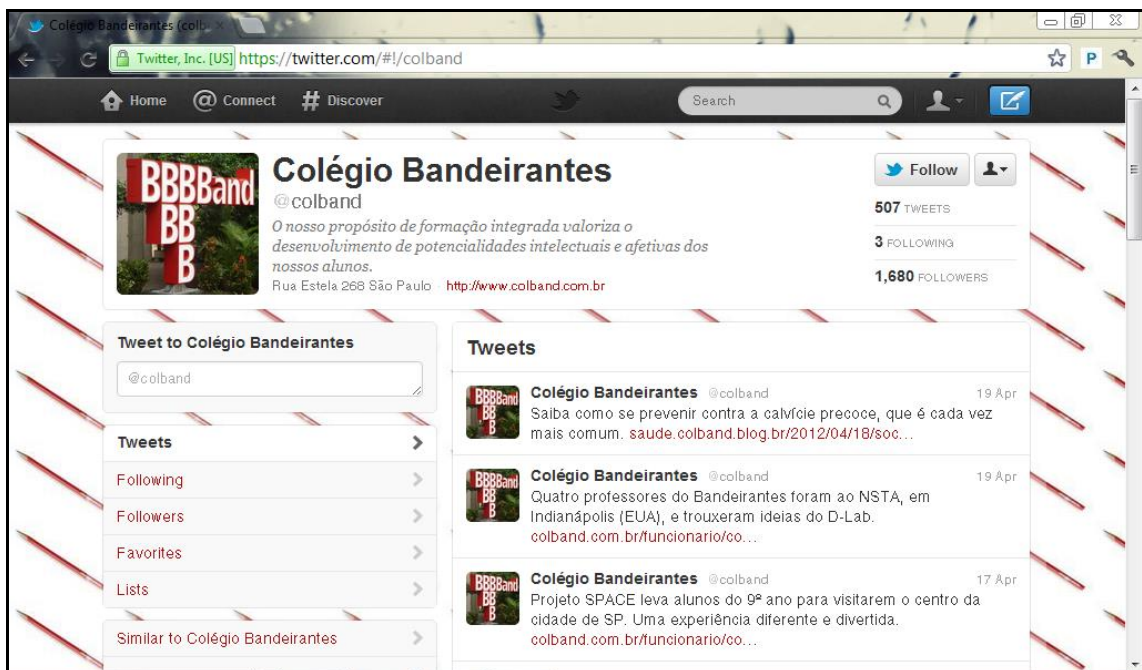 Colégio Bandeirantes (colb
Twitter, Inc. [US] https://twitter.com/#!/colband
Home @ Connect # Discover Search
BBBBand
BB
B
Colégio Bandeirantes
@colband
O nosso propósito de formação integrada valoriza o
desenvolvimento de potencialidades intelectuais e afetivas dos
nossos alunos.
Rua Estela 268 São Paulo · http://www.colband.com.br
Follow
507 TWEETS
3 FOLLOWING
1,680 FOLLOWERS
Tweet to Colégio Bandeirantes
@colband
Tweets
Following
Followers
Favorites
Lists
Similar to Colégio Bandeirantes
Tweets
Colégio Bandeirantes @colband 19 Apr
Saiba como se prevenir contra a calvície precoce, que é cada vez
mais comum. saude.colband.blog.br/2012/04/18/soc...
Colégio Bandeirantes @colband 19 Apr
Quatro professores do Bandeirantes foram ao NSTA, em
Indianápolis (EUA), e trouxeram ideias do D-Lab.
colband.com.br/funcionario/co...
Colégio Bandeirantes @colband 17 Apr
Projeto SPACE leva alunos do 9º ano para visitarem o centro da
cidade de SP. Uma experiência diferente e divertida.
colband.com.br/funcionario/co...